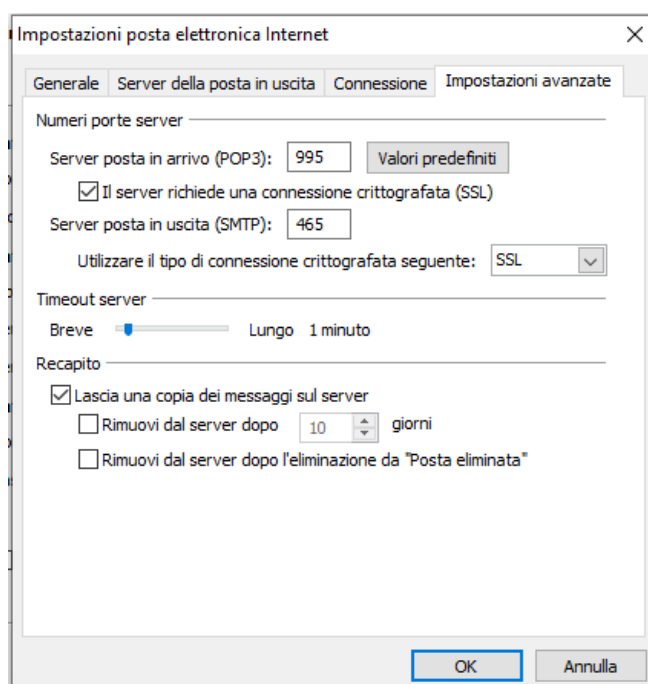 Impostazioni posta elettronica Internet
Generale Server della posta in uscita Connessione Impostazioni avanzate
Numeri porte server
Server posta in arrivo (POP3): 995 Valori predefiniti
Il server richiede una connessione crittografata (SSL)
Server posta in uscita (SMTP): 465
Utilizzare il tipo di connessione crittografata seguente: SSL
Timeout server
Breve Lungo 1 minuto
Recapito
Lascia una copia dei messaggi sul server
Rimuovi dal server dopo 10 giorni
Rimuovi dal server dopo l'eliminazione da "Posta eliminata"
OK Annulla